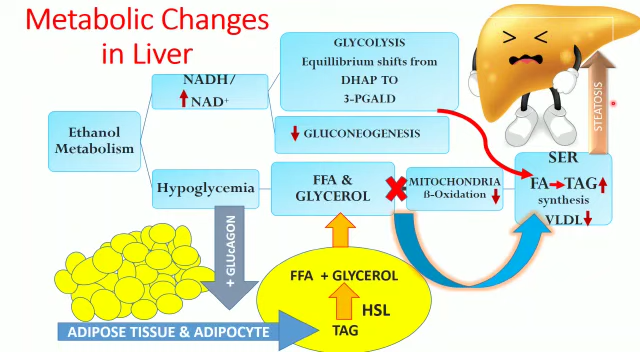 Metabolic Changes
in Liver
Ethanol
Metabolism
NADH/
NAD+
GLYCOLYSIS
Equillibrium shifts from
DHAP TO
3-PGALD
GLUCONEOGENESIS
Hypoglycemia
FFA &
GLYCEROL
MITOCHONDRIA
ß-Oxidation
SER
FA TAG
synthesis
VLDL
STEATOSIS
+ GLUcAGON
FFA + GLYCEROL
HSL
TAG
ADIPOSE TISSUE & ADIPOCYTE